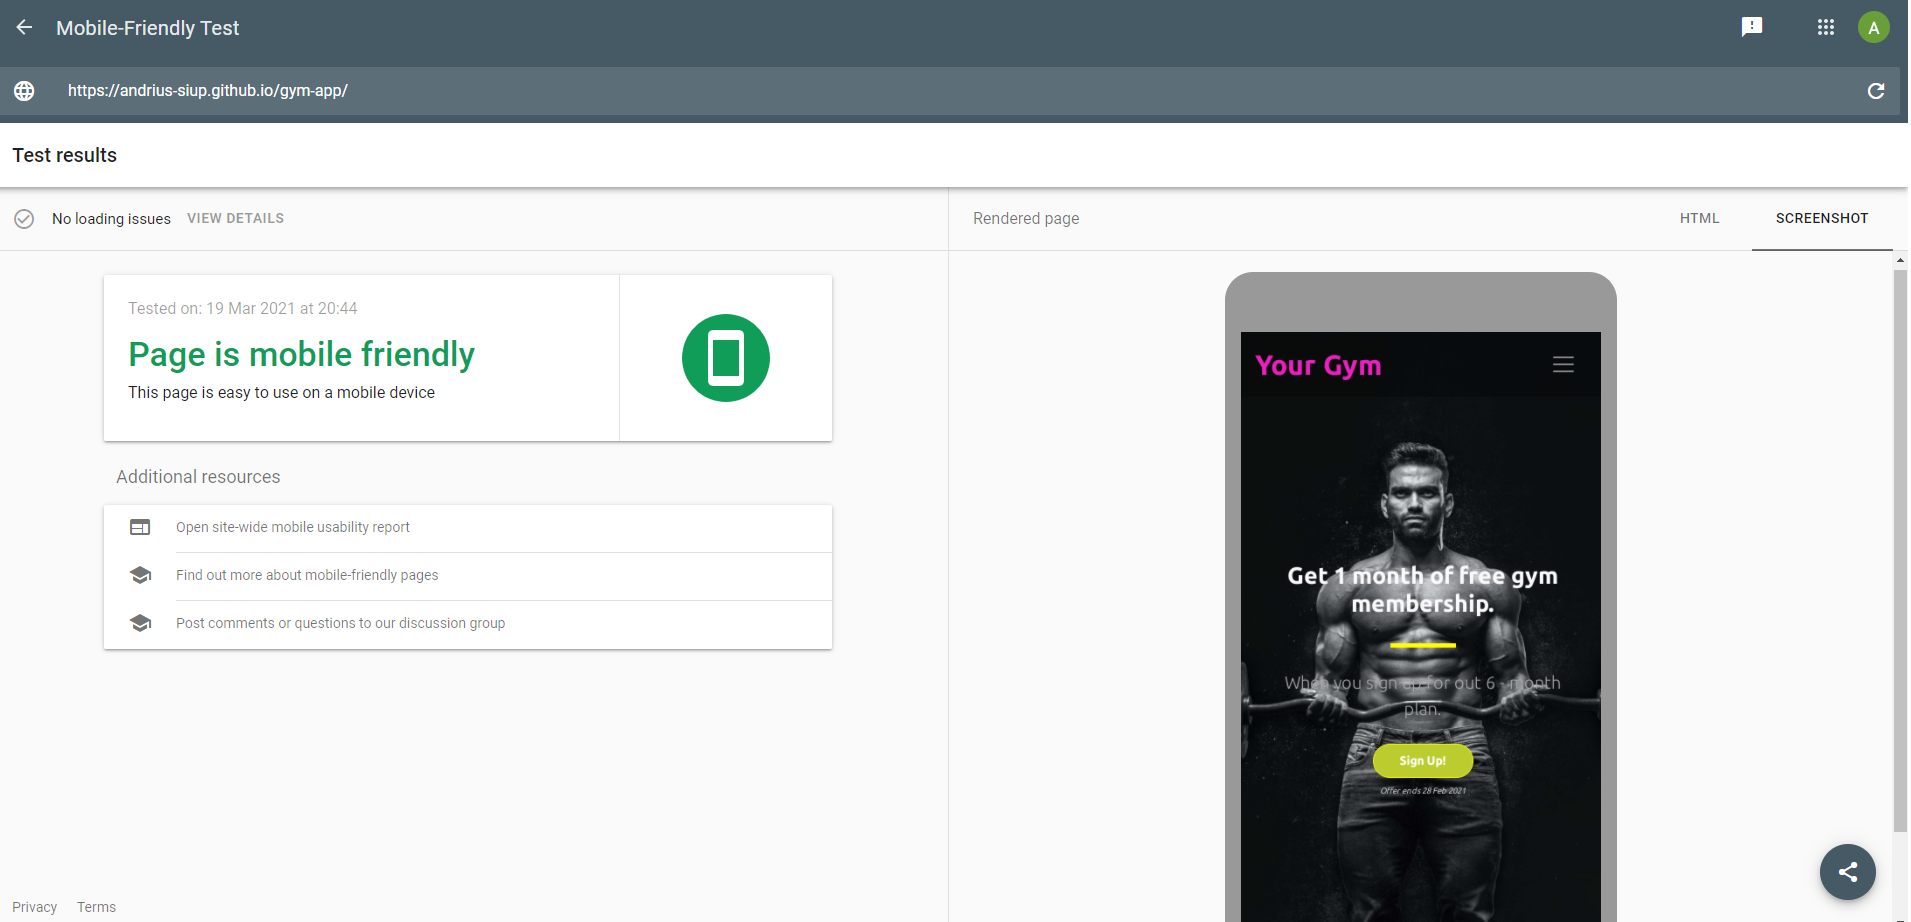 Mobile-Friendly Test
A
https://andrius-siup.github.io/gym-app/
Test results
No loading issues VIEW DETAILS
Tested on: 19 Mar 2021 at 20:44
Page is mobile friendly
This page is easy to use on a mobile device
Additional resources
Open site-wide mobile usability report
Find out more about mobile-friendly pages
Post comments or questions to our discussion group
Privacy Terms
Rendered page HTML SCREENSHOT
Your Gym
Get 1 month of free gym
membership.
When you sign up for out 6 - month
plan.
Sign Up!
Offer ends 28 Feb 2021